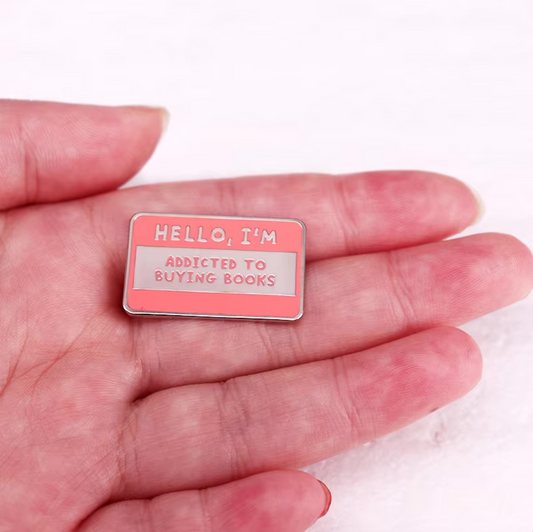 HELLO, I'M
ADDICTED TO
BUYING BOOKS